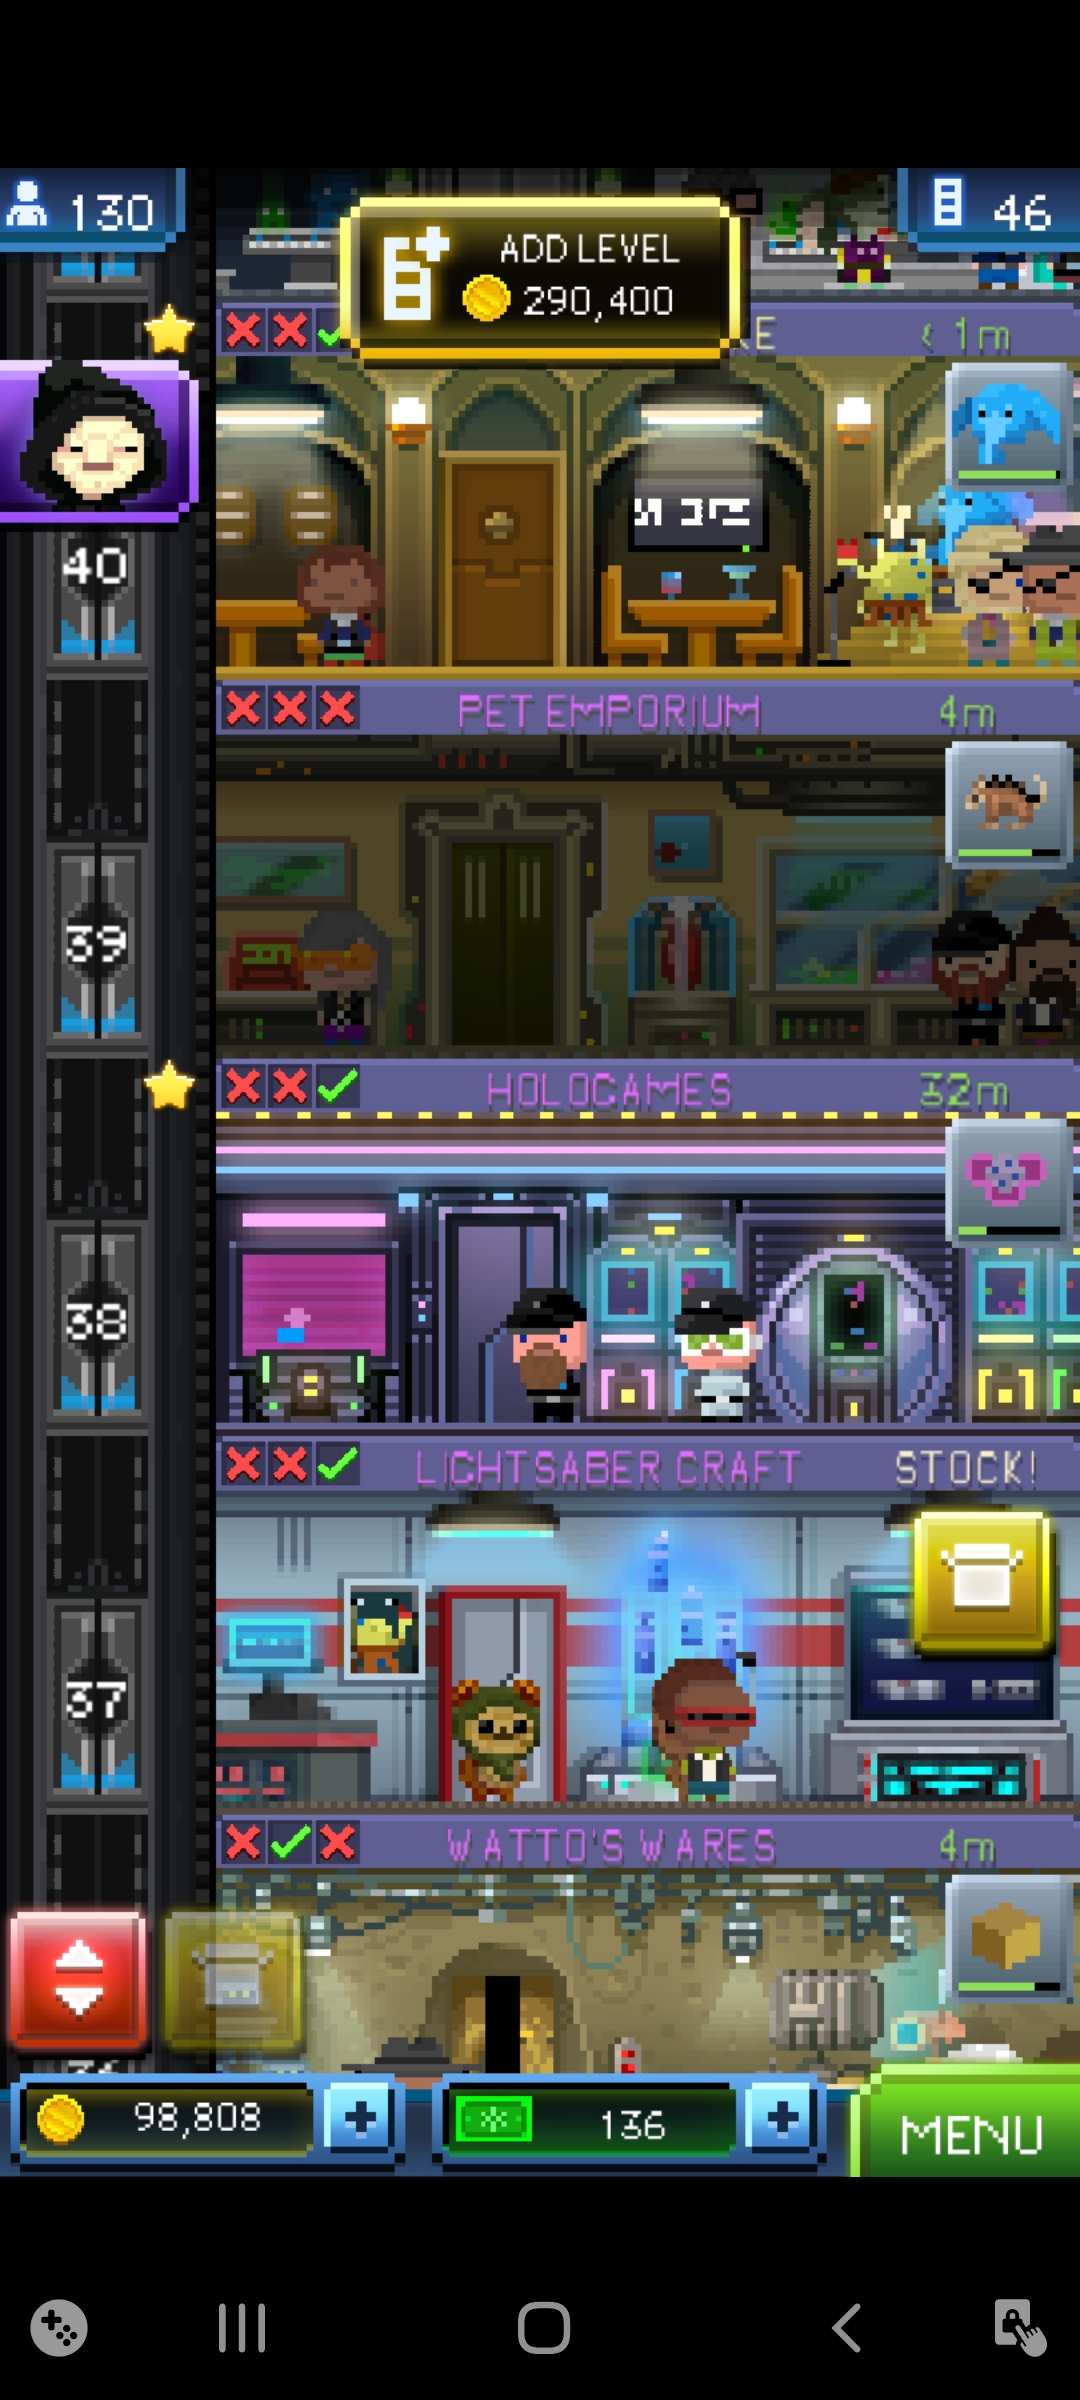 130
46
ADD LEVEL
290,400
KE < 1m
40
PET EMPORIUM 4m
39
HOLOGAMES 32m
38
LIGHTSABER CRAFT STOCK!
37
WATTO'S WARES 4m
98,808
136
MENU